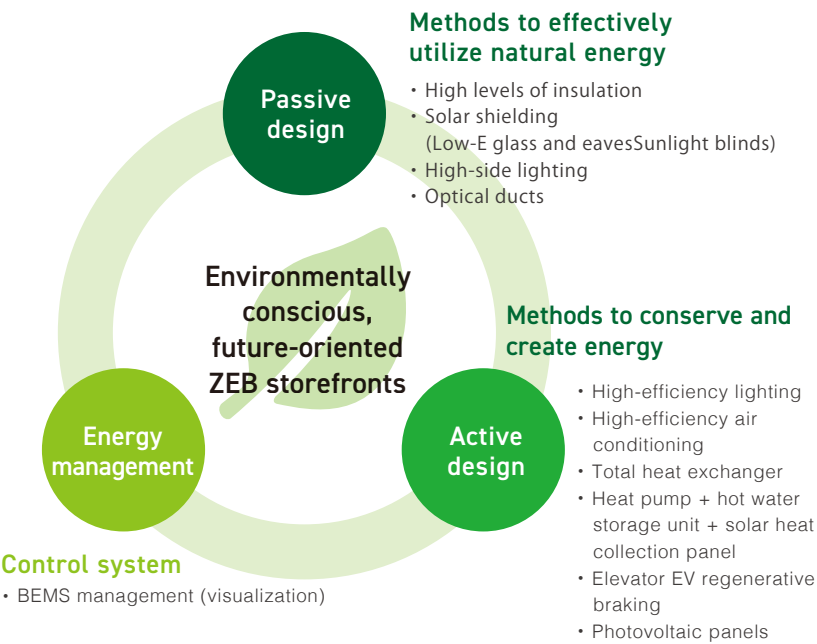 Methods to effectively
utilize natural energy
Passive
design
・High levels of insulation
・Solar shielding
(Low-E glass and eavesSunlight blinds)
・High-side lighting
・Optical ducts
Environmentally
conscious,
future-oriented
ZEB storefronts
Methods to conserve and
create energy
Active
design
・High-efficiency lighting
・High-efficiency air
conditioning
・Total heat exchanger
・Heat pump + hot water
storage unit + solar heat
collection panel
・Elevator EV regenerative
braking
・Photovoltaic panels
Energy
management
Control system
・BEMS management (visualization)